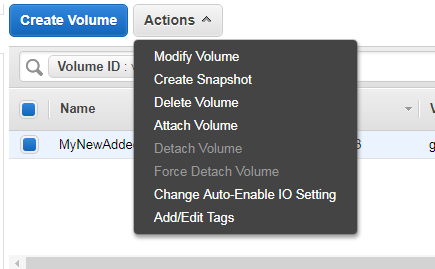 Create Volume
Actions
Volume ID :
Name
MyNewAdde
Modify Volume
Create Snapshot
Delete Volume
Attach Volume
Detach Volume
Force Detach Volume
Change Auto-Enable IO Setting
Add/Edit Tags